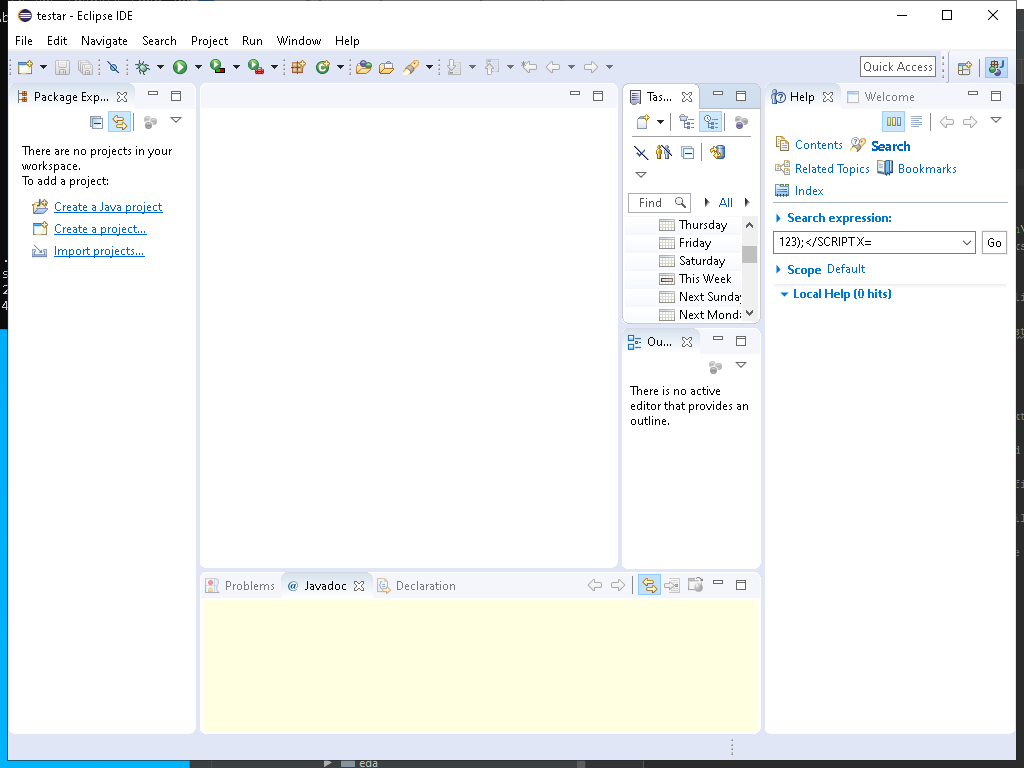 testar - Eclipse IDE
File Edit Navigate Search Project Run Window Help
Quick Access
Package Exp...
There are no projects in your
workspace.
To add a project:
Create a Java project
Create a project...
Import projects...
Tas...
Find
All
Thursday
Friday
Saturday
This Week
Next Sunday
Next Mond
Ou...
There is no active
editor that provides an
outline.
Help
Welcome
Contents
Search
Related Topics
Bookmarks
Index
Search expression:
123);</SCRIPTX=
Go
Scope Default
Local Help (0 hits)
Problems
@ Javadoc
Declaration
eda